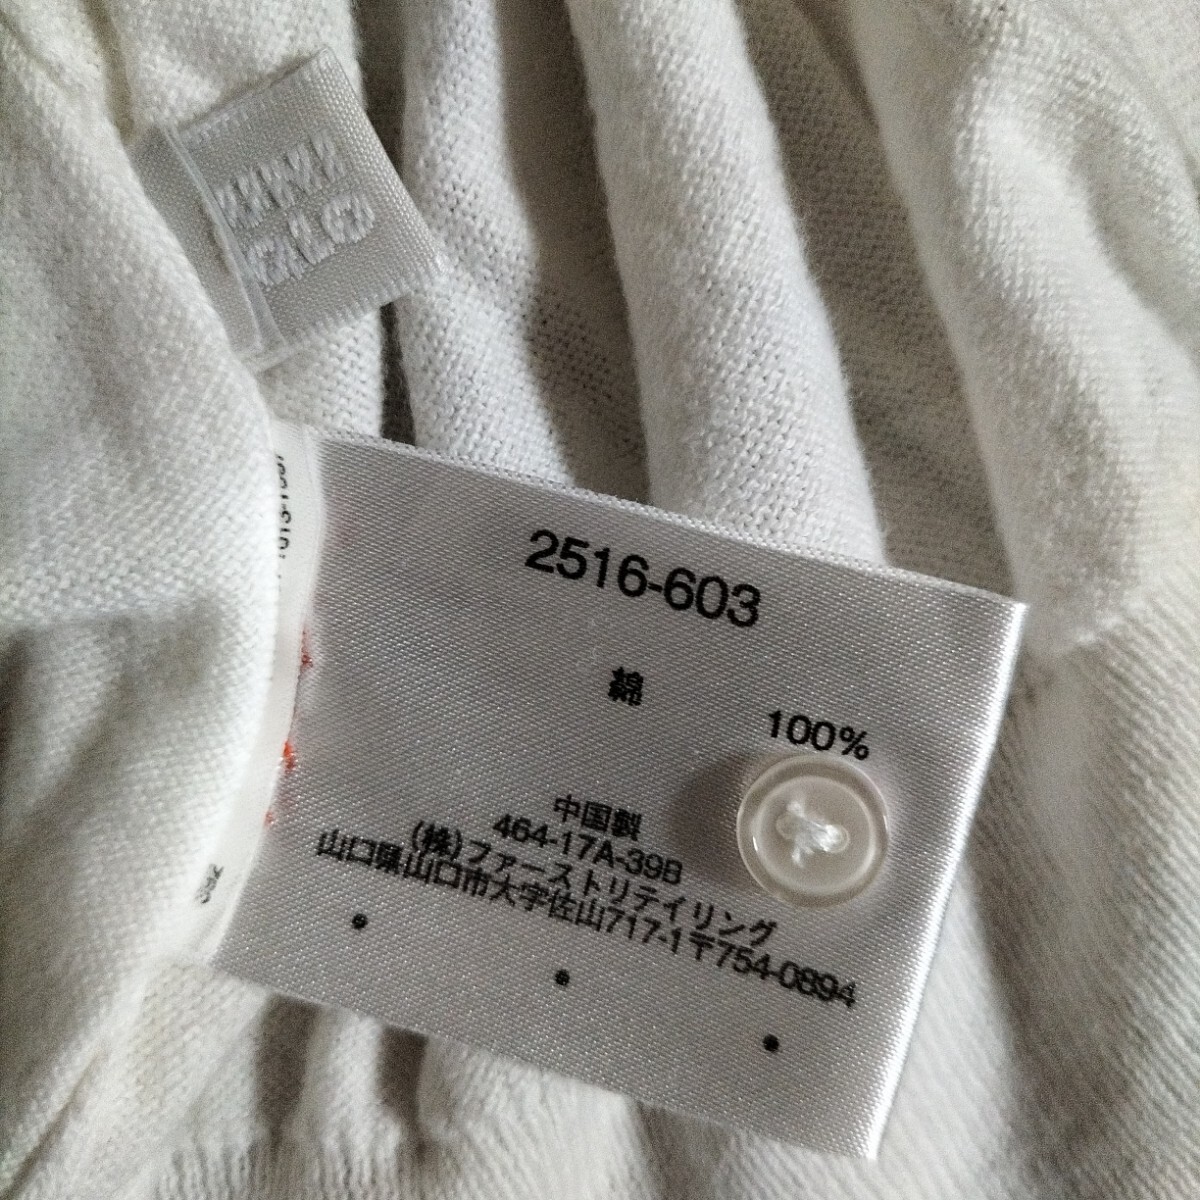 2516-603
綿
100%
中国製
464-17A-39B
(株)ファーストリテイリング
山口県山口市大字佐山717-1〒754-0894